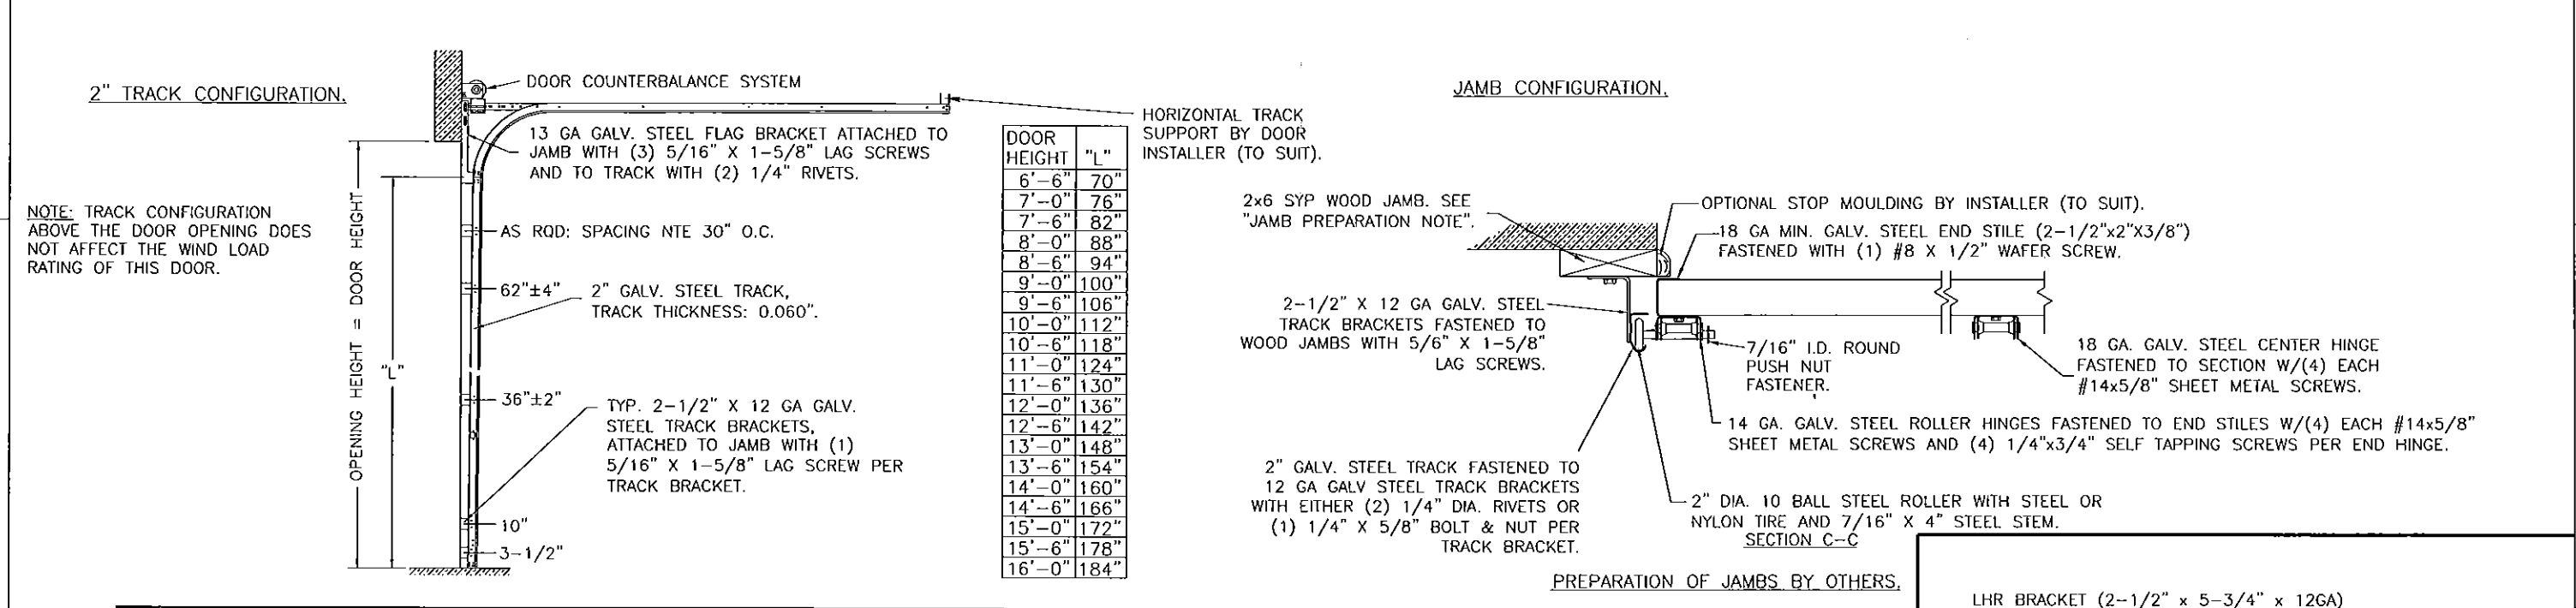 2" TRACK CONFIGURATION.
DOOR COUNTERBALANCE SYSTEM
13 GA GALV. STEEL FLAG BRACKET ATTACHED TO
JAMB WITH (3) 5/16" X 1-5/8" LAG SCREWS
AND TO TRACK WITH (2) 1/4" RIVETS.
HORIZONTAL TRACK
SUPPORT BY DOOR
INSTALLER (TO SUIT).
NOTE: TRACK CONFIGURATION
ABOVE THE DOOR OPENING DOES
NOT AFFECT THE WIND LOAD
RATING OF THIS DOOR.
OPENING HEIGHT = DOOR HEIGHT
"L"
AS RQD: SPACING NTE 30" O.C.
62"±4"
2" GALV. STEEL TRACK,
TRACK THICKNESS: 0.060".
36"±2"
TYP. 2-1/2" X 12 GA GALV.
STEEL TRACK BRACKETS,
ATTACHED TO JAMB WITH (1)
5/16" X 1-5/8" LAG SCREW PER
TRACK BRACKET.
10"
3-1/2"
DOOR HEIGHT "L"
6'-6" 70"
7'-0" 76"
7'-6" 82"
8'-0" 88"
8'-6" 94"
9'-0" 100"
9'-6" 106"
10'-0" 112"
10'-6" 118"
11'-0" 124"
11'-6" 130"
12'-0" 136"
12'-6" 142"
13'-0" 148"
13'-6" 154"
14'-0" 160"
14'-6" 166"
15'-0" 172"
15'-6" 178"
16'-0" 184"
JAMB CONFIGURATION.
2x6 SYP WOOD JAMB. SEE
"JAMB PREPARATION NOTE".
OPTIONAL STOP MOULDING BY INSTALLER (TO SUIT).
18 GA MIN. GALV. STEEL END STILE (2-1/2"x2"X3/8")
FASTENED WITH (1) #8 X 1/2" WAFER SCREW.
2-1/2" X 12 GA GALV. STEEL
TRACK BRACKETS FASTENED TO
WOOD JAMBS WITH 5/6" X 1-5/8"
LAG SCREWS.
7/16" I.D. ROUND
PUSH NUT
FASTENER.
18 GA. GALV. STEEL CENTER HINGE
FASTENED TO SECTION W/(4) EACH
#14x5/8" SHEET METAL SCREWS.
14 GA. GALV. STEEL ROLLER HINGES FASTENED TO END STILES W/(4) EACH #14x5/8"
SHEET METAL SCREWS AND (4) 1/4"x3/4" SELF TAPPING SCREWS PER END HINGE.
2" GALV. STEEL TRACK FASTENED TO
12 GA GALV STEEL TRACK BRACKETS
WITH EITHER (2) 1/4" DIA. RIVETS OR
(1) 1/4" X 5/8" BOLT & NUT PER
TRACK BRACKET.
2" DIA. 10 BALL STEEL ROLLER WITH STEEL OR
NYLON TIRE AND 7/16" X 4" STEEL STEM.
SECTION C-C
PREPARATION OF JAMBS BY OTHERS.
LHR BRACKET (2-1/2" x 5-3/4" x 12GA)